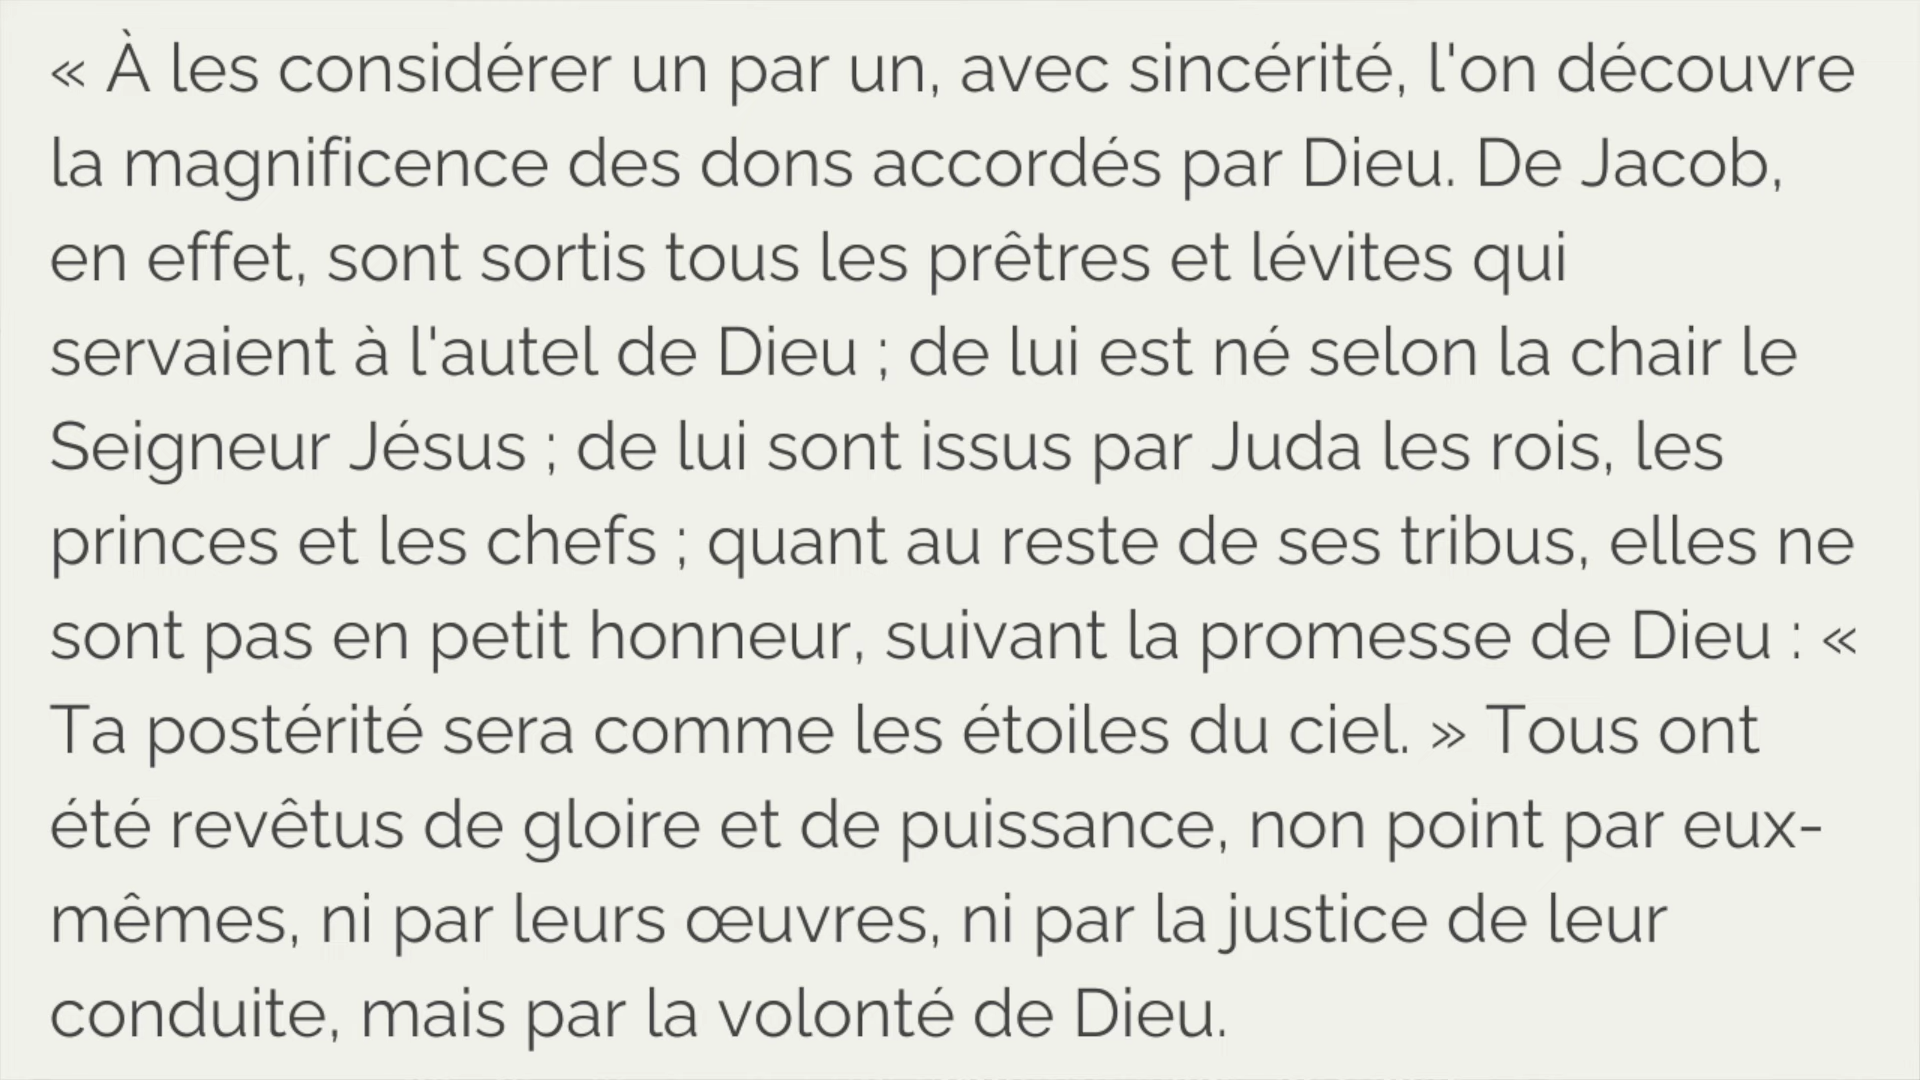 « À les considérer un par un, avec sincérité, l'on découvre
la magnificence des dons accordés par Dieu. De Jacob,
en effet, sont sortis tous les prêtres et lévites qui
servaient à l'autel de Dieu ; de lui est né selon la chair le
Seigneur Jésus ; de lui sont issus par Juda les rois, les
princes et les chefs ; quant au reste de ses tribus, elles ne
sont pas en petit honneur, suivant la promesse de Dieu : «
Ta postérité sera comme les étoiles du ciel. » Tous ont
été revêtus de gloire et de puissance, non point par eux-
mêmes, ni par leurs œuvres, ni par la justice de leur
conduite, mais par la volonté de Dieu.